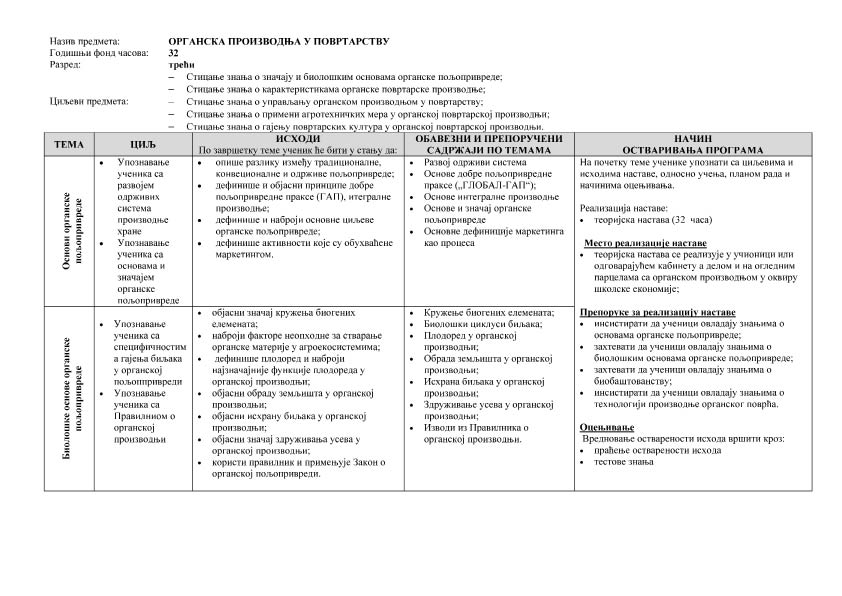 Назив предмета: ОРГАНСКА ПРОИЗВОДЊА У ПОВРТАРСТВУ
Годишњи фонд часова: 32
Разред: трећи
– Стицање знања о значају и биолошким основама органске пољопривреде;
– Стицање знања о карактеристикама органске повртарске производње;
Циљеви предмета: – Стицање знања о управљању органском производњом у повртарству;
– Стицање знања о примени агротехничких мера у органској повртарској производњи;
– Стицање знања о гајењу повртарских култура у органској повртарској производњи.
ТЕМА
ЦИЉ
ИСХОДИ
По завршетку теме ученик ће бити у стању да:
ОБАВЕЗНИ И ПРЕПОРУЧЕНИ
САДРЖАЈИ ПО ТЕМАМА
НАЧИН
ОСТВАРИВАЊА ПРОГРАМА
Основи органске
пољопривреде
• Упознавање
ученика са
развојем
одрживих
система
производње
хране
• Упознавање
ученика са
основама и
значајем
органске
пољопривреде
• опише разлику између традиционалне,
конвеционалне и одрживе пољопривреде;
• дефинише и објасни принципе добре
пољопривредне праксе (ГАП), итегралне
производње;
• дефинише и наброји основне циљеве
органске пољопривреде;
• дефинише активности које су обухваћене
маркетингом.
• Развој одрживи система
• Основе добре пољопривредне
праксе („ГЛОБАЛ-ГАП“);
• Основе интегралне производње
• Основе и значај органске
пољопривреде
• Основне дефиниције маркетинга
као процеса
На почетку теме ученике упознати са циљевима и
исходима наставе, односно учења, планом рада и
начинима оцењивања.
Реализација наставе:
• теоријска настава (32 часа)
Место реализације наставе
• теоријска настава се реализује у учионици или
одговарајућем кабинету а делом и на огледним
парцелама са органском производњом у оквиру
школске економије;
Препоруке за реализацију наставе
• инсистирати да ученици овладају знањима о
основама органске пољопривреде;
• захтевати да ученици овладају знањима о
биолошким основама органске пољопривреде;
• захтевати да ученици овладају знањима о
биобаштованству;
• инсистирати да ученици овладају знањима о
технологији производње органског поврћа.
Оцењивање
Вредновање остварености исхода вршити кроз:
• праћење остварености исхода
• тестове знања
Биолошке основе органске
пољопривреде
• Упознавање
ученика са
специфичностим
а гајења биљака
у органској
пољопривреди
• Упознавање
ученика са
Правилниом о
органској
производњи
• објасни значај кружења биогених
елемената;
• наброји факторе неопходне за стварање
органске материје у агроекосистемима;
• дефинише плодоред и наброји
најзначајније функције плодореда у
органској производњи;
• објасни обраду земљишта у органској
производњи;
• објасни исхрану биљака у органској
производњи;
• објасни значај здруживања усева у
органској производњи;
• користи правилник и примењује Закон о
органској пољопривреди.
• Кружење биогених елемената;
• Биолошки циклуси биљака;
• Плодоред у органској
производњи;
• Обрада земљишта у органској
производњи;
• Исхрана биљака у органској
производњи;
• Здруживање усева у органској
производњи;
• Изводи из Правилника о
органској производњи.